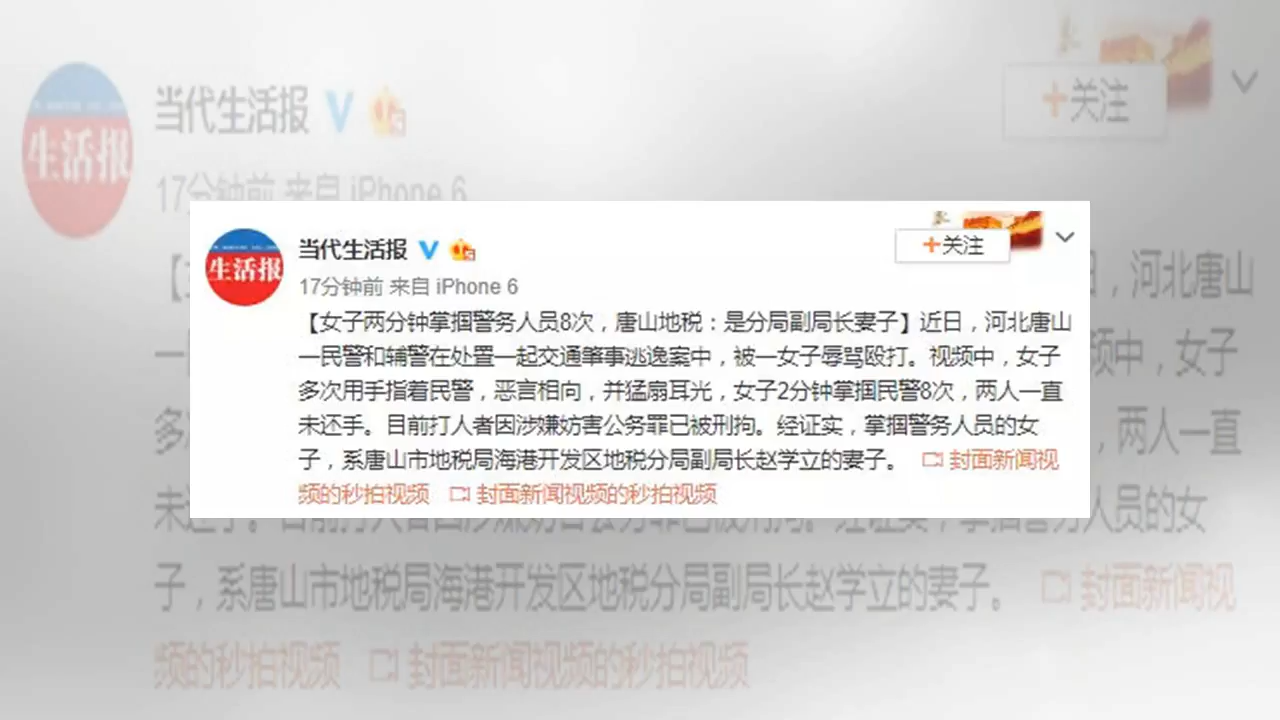 当代生活报
生活报
17分钟前 来自 iPhone 6
+关注
【女子两分钟掌掴警务人员8次，唐山地税：是分局副局长妻子】近日，河北唐山
一民警和辅警在处置一起交通肇事逃逸案中，被一女子辱骂殴打。视频中，女子
多次用手指着民警，恶言相向，并猛扇耳光，女子2分钟掌掴民警8次，两人一直
未还手。目前打人者因涉嫌妨害公务罪已被刑拘。经证实，掌掴警务人员的女
子，系唐山市地税局海港开发区地税分局副局长赵学立的妻子。 封面新闻视
频的秒拍视频 封面新闻视频的秒拍视频